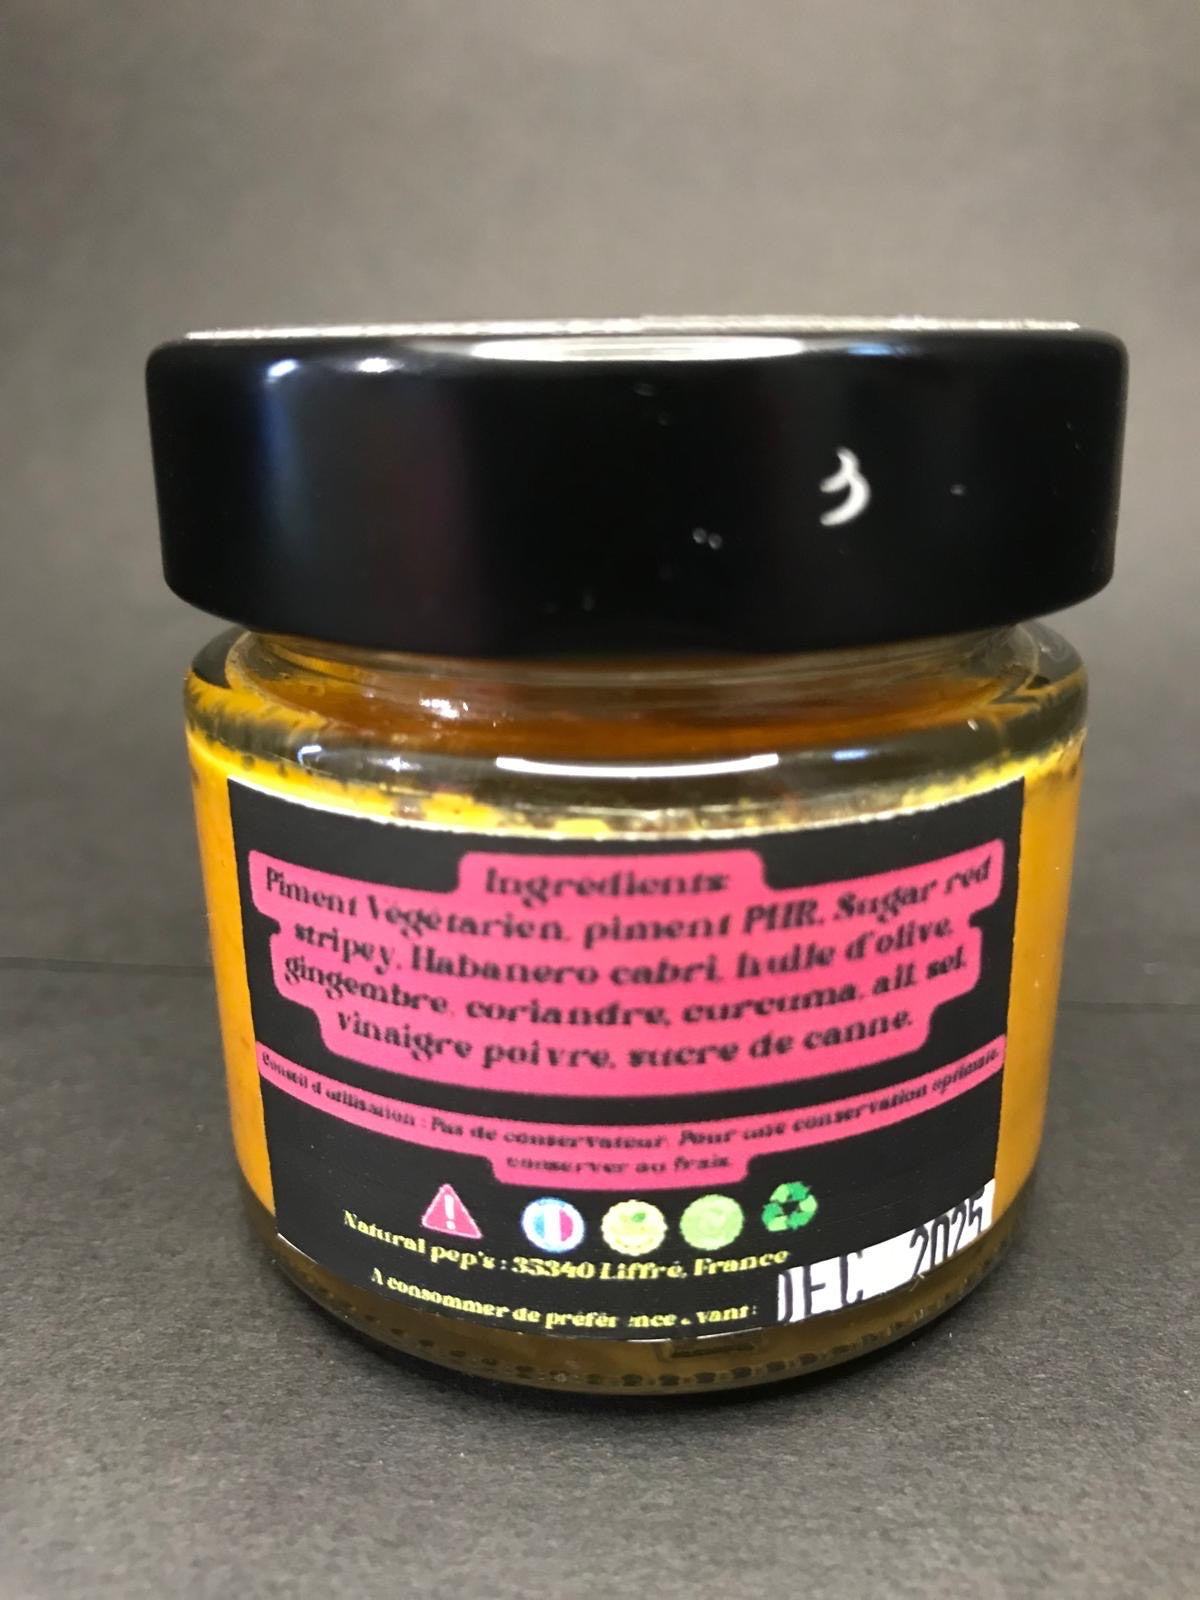 Ingrédients
Piment Végétarien, piment PHR, Sugar red
stripey, Habanero cabri, huile d'olive,
gingembre, coriandre, curcuma, ail, sel,
vinaigre poivre, sucre de canne.
Conseil d'utilisation : Pas de conservateur. Pour une conservation optimale,
conserver au frais.
Natural pep's : 35340 Liffré, France
A consommer de préférence avant : DEC 2025